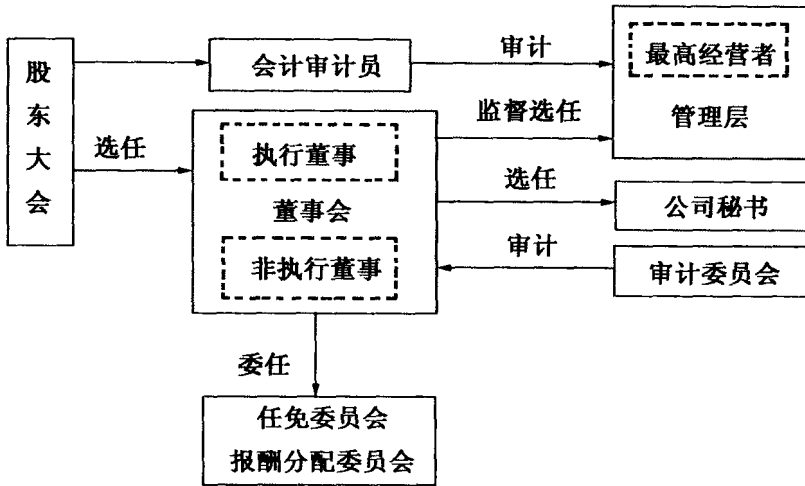 股东大会
选任
会计审计员
审计
最高经营者
管理层
执行董事
董事会
非执行董事
监督选任
选任
公司秘书
审计
审计委员会
委任
任免委员会
报酬分配委员会